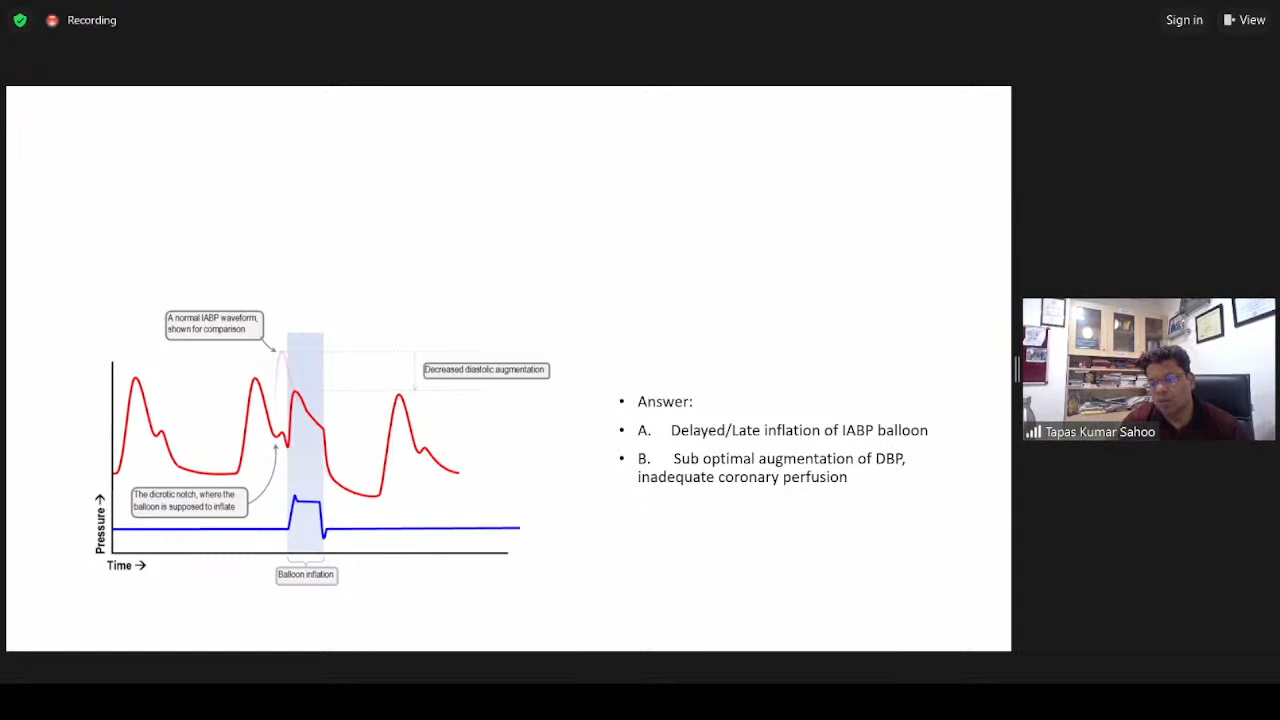 Recording
Sign in
View
A normal IABP waveform,
shown for comparison
Decreased diastolic augmentation
The dicrotic notch, where the
balloon is supposed to inflate
Pressure →
Time →
Balloon inflation
• Answer:
• A. Delayed/Late inflation of IABP balloon
• B. Sub optimal augmentation of DBP,
inadequate coronary perfusion
Tapas Kumar Sahoo